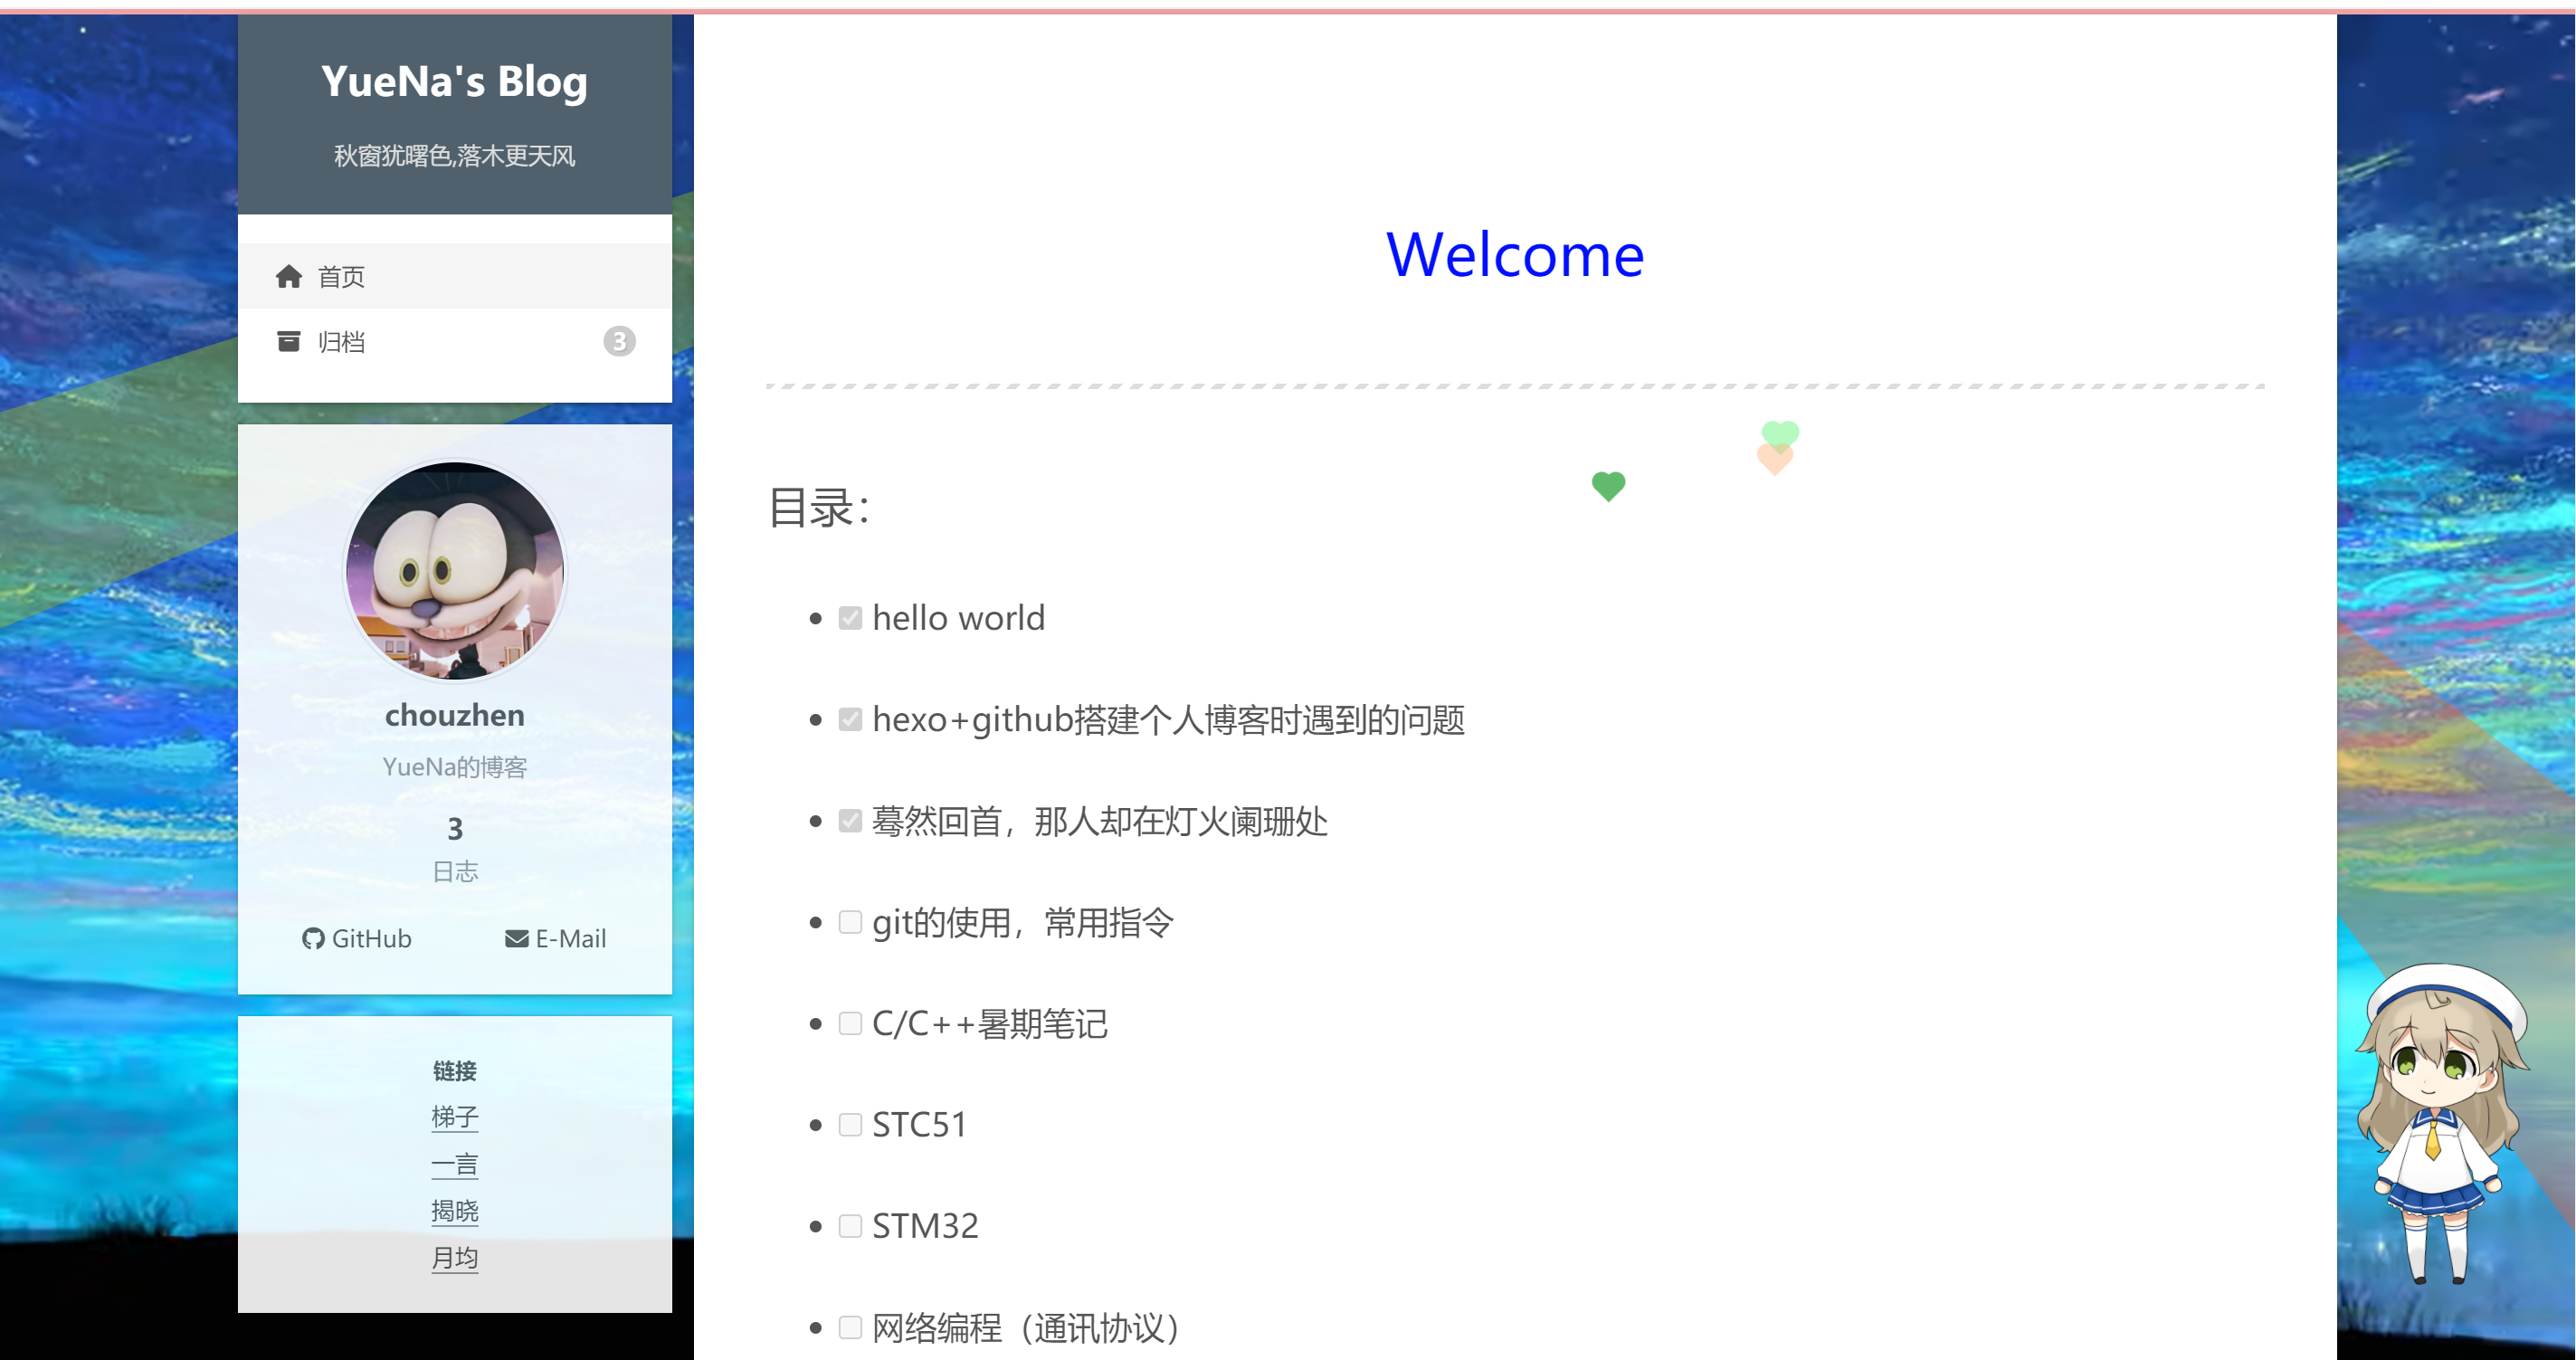 YueNa's Blog
秋窗犹曙色,落木更天风
首页
归档 3
chouzhen
YueNa的博客
3
日志
GitHub E-Mail
链接
梯子
一言
揭晓
月均
Welcome
目录：
hello world
hexo+github搭建个人博客时遇到的问题
蓦然回首，那人却在灯火阑珊处
git的使用，常用指令
C/C++暑期笔记
STC51
STM32
网络编程（通讯协议）